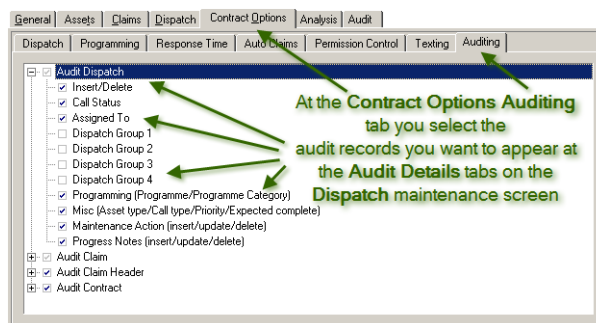 General Assets Claims Dispatch Contract Options Analysis Audit
Dispatch Programming Response Time Auto Claims Permission Control Texting Auditing
Audit Dispatch
Insert/Delete
Call Status
Assigned To
Dispatch Group 1
Dispatch Group 2
Dispatch Group 3
Dispatch Group 4
Programming (Programme/Programme Category)
Misc (Asset type/Call type/Priority/Expected complete)
Maintenance Action (insert/update/delete)
Progress Notes (insert/update/delete)
Audit Claim
Audit Claim Header
Audit Contract
At the Contract Options Auditing
tab you select the
audit records you want to appear at
the Audit Details tabs on the
Dispatch maintenance screen